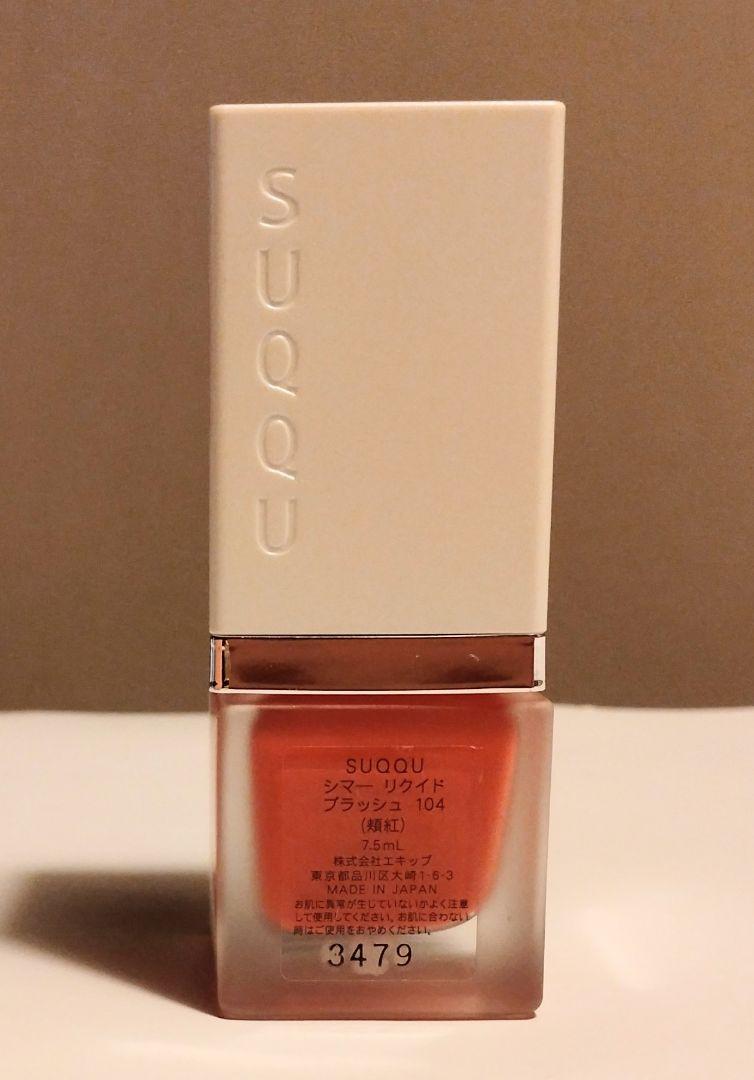 SUQQU
SUQQU
シマー リクイド
ブラッシュ 104
(頬紅)
7.5mL
株式会社エキップ
東京都品川区大崎1-6-3
MADE IN JAPAN
お肌に異常が生じていないかよく注意
して使用してください。お肌に合わない
時はご使用をおやめください。
3479